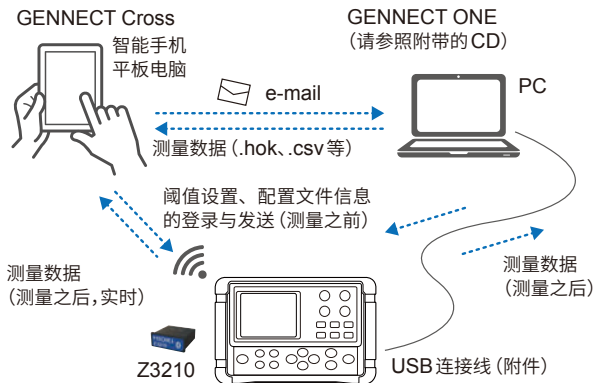 GENNECT Cross
智能手机
平板电脑
GENNECT ONE
（请参照附带的CD）
PC
e-mail
测量数据（.hok、.csv等）
阈值设置、配置文件信息
的登录与发送（测量之前）
测量数据
（测量之后，实时）
测量数据
（测量之后）
Z3210
USB连接线（附件）